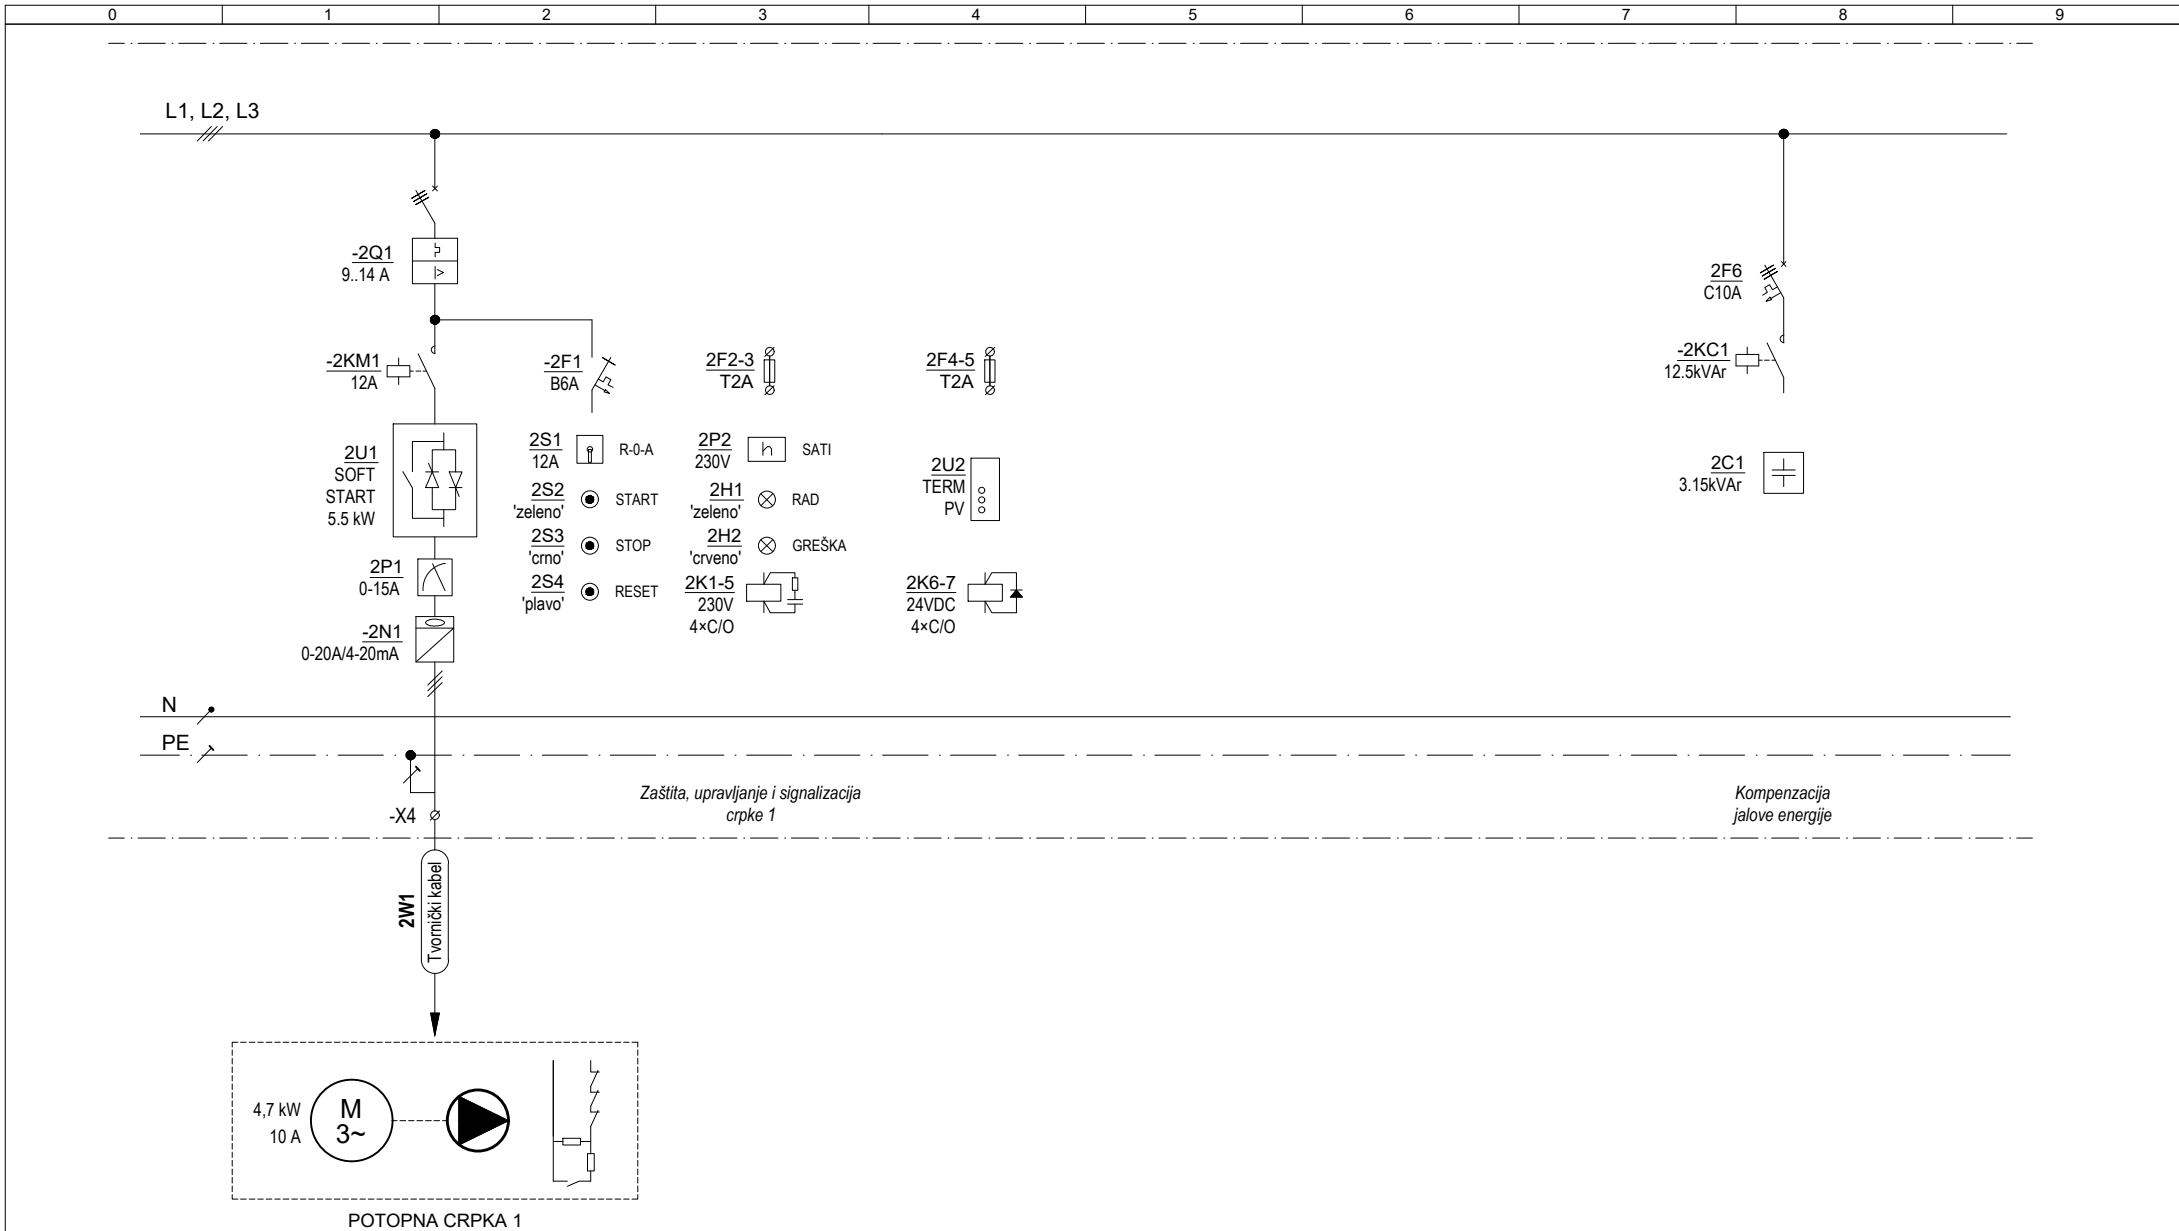 0 1 2 3 4 5 6 7 8 9
L1, L2, L3
-2Q1
9..14 A
-2KM1
12A
-2F1
B6A
2F2-3
T2A
2F4-5
T2A
2F6
C10A
-2KC1
12.5kVAr
2U1
SOFT
START
5.5 kW
2S1
12A
R-0-A
2S2
'zeleno'
START
2S3
'crno'
STOP
2S4
'plavo'
RESET
2P2
230V
h
SATI
2H1
'zeleno'
RAD
2H2
'crveno'
GREŠKA
2K1-5
230V
4×C/O
2U2
TERM
PV
2K6-7
24VDC
4×C/O
2C1
3.15kVAr
2P1
0-15A
-2N1
0-20A/4-20mA
N
PE
-X4
Zaštita, upravljanje i signalizacija
crpke 1
Kompenzacija
jalove energije
2W1
Tvornički kabel
4,7 kW
10 A
M
3~
POTOPNA CRPKA 1